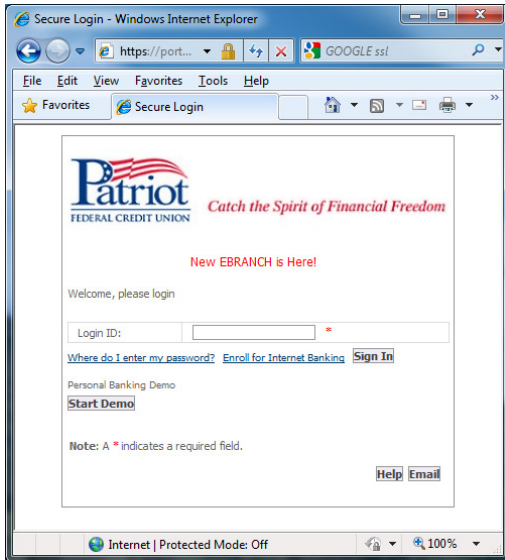 Secure Login - Windows Internet Explorer
https://port... GOOGLE ssl
File Edit View Favorites Tools Help
Favorites Secure Login »
Patriot
FEDERAL CREDIT UNION
Catch the Spirit of Financial Freedom
New EBRANCH is Here!
Welcome, please login
Login ID: *
Where do I enter my password? Enroll for Internet Banking Sign In
Personal Banking Demo
Start Demo
Note: A * indicates a required field.
Help Email
Internet | Protected Mode: Off 100%